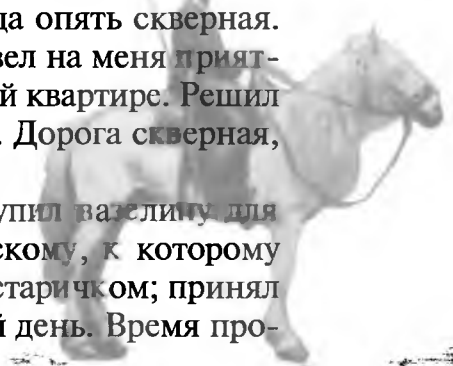 да опять скверная.
вел на меня прият-
й квартире. Решил
. Дорога скверная,
упил вазелину для
скому, к которому
старичком; принял
й день. Время про-